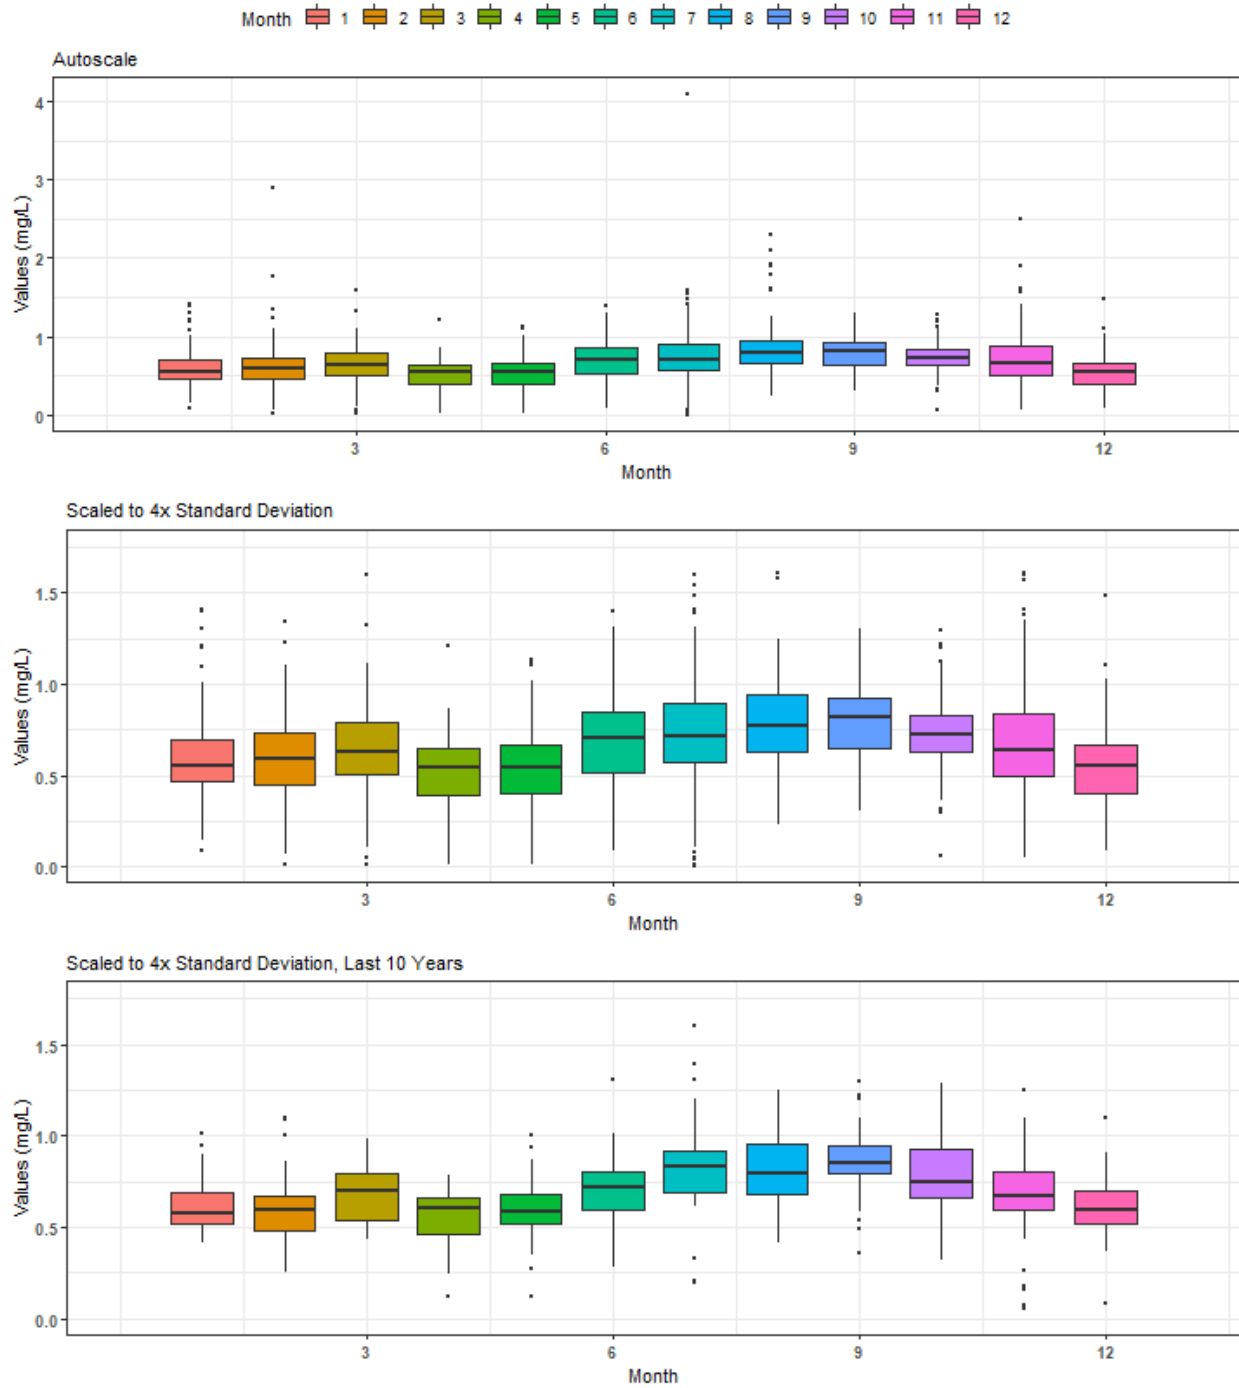 Month 1 2 3 4 5 6 7 8 9 10 11 12
Autoscale
Values (mg/L)
4
3
2
1
0
3 6 9 12
Month
Scaled to 4x Standard Deviation
Values (mg/L)
1.5
1.0
0.5
0.0
3 6 9 12
Month
Scaled to 4x Standard Deviation, Last 10 Years
Values (mg/L)
1.5
1.0
0.5
0.0
3 6 9 12
Month